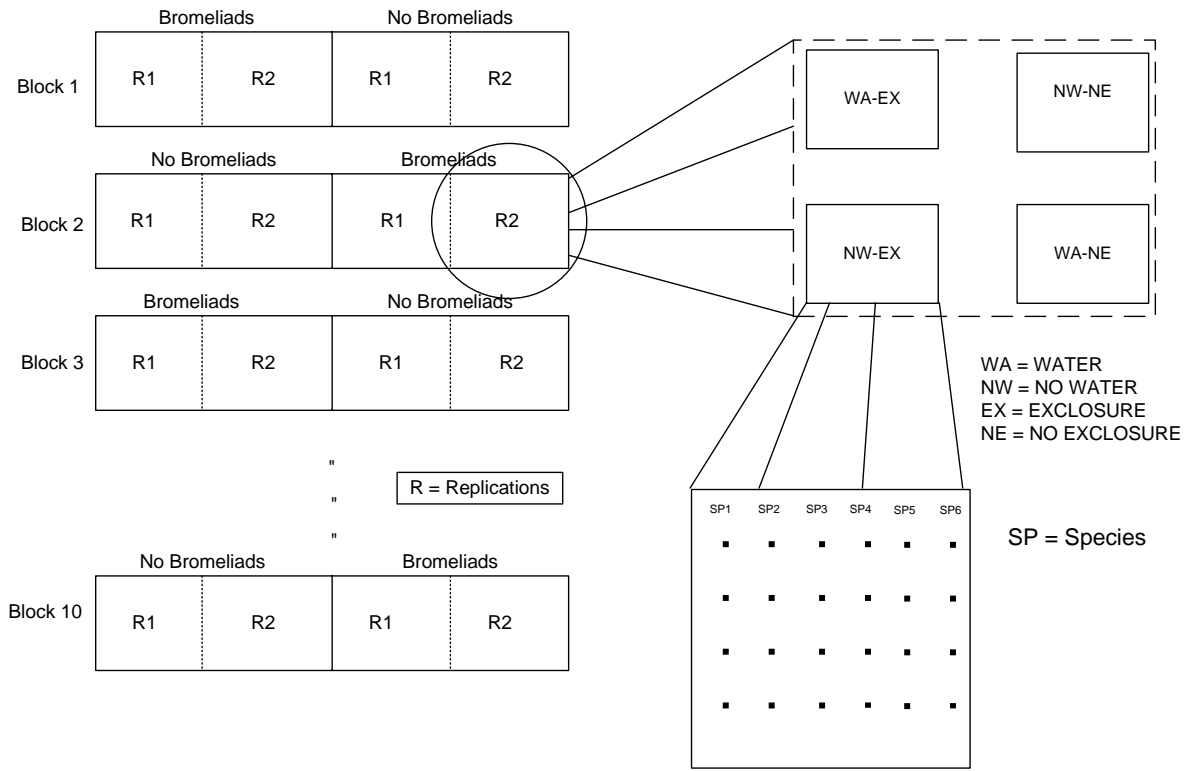 Bromeliads No Bromeliads
Block 1 R1 R2 R1 R2
No Bromeliads Bromeliads
Block 2 R1 R2 R1 R2
Bromeliads No Bromeliads
Block 3 R1 R2 R1 R2
"
"
"
R = Replications
No Bromeliads Bromeliads
Block 10 R1 R2 R1 R2
WA-EX NW-NE
NW-EX WA-NE
WA = WATER
NW = NO WATER
EX = EXCLOSURE
NE = NO EXCLOSURE
SP1 SP2 SP3 SP4 SP5 SP6
SP = Species